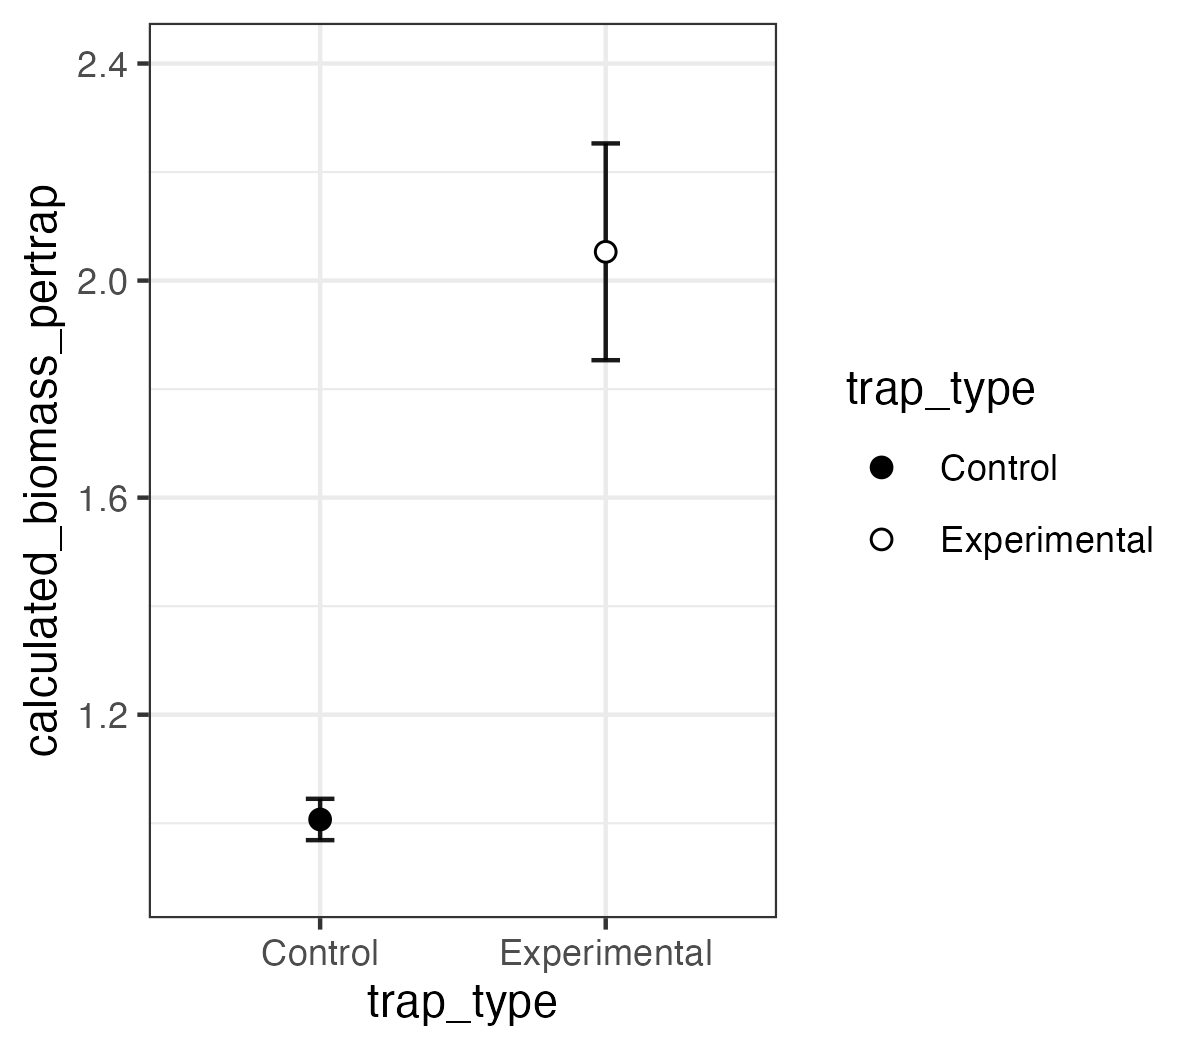 calculated_biomass_pertrap
2.4
2.0
1.6
1.2
Control
Experimental
trap_type
trap_type
Control
Experimental